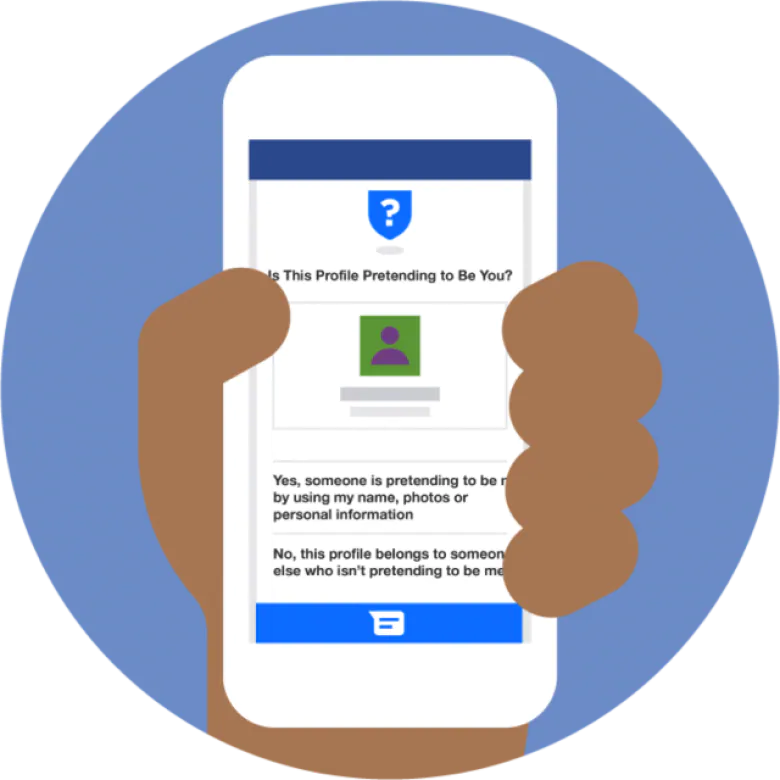 ?
Is This Profile Pretending to Be You?
Yes, someone is pretending to be
by using my name, photos or
personal information
No, this profile belongs to
else who isn't pretending to be me